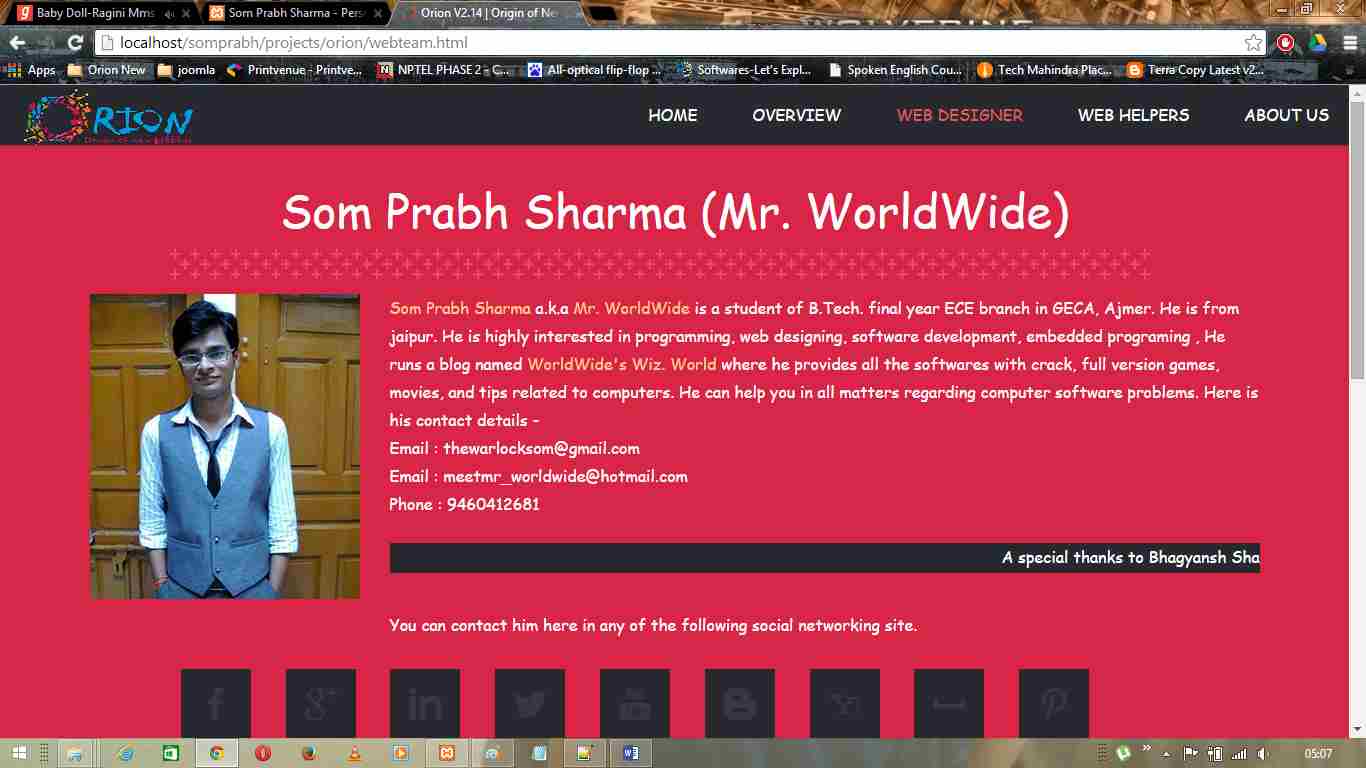 Baby Doll-Ragini Mms
Som Prabh Sharma - Pers
Orion V2.14 | Origin of Ne
WOLVERINE
localhost/somprabh/projects/orion/webteam.html
Apps Orion New joomla Printvenue - Printve... NPTEL PHASE 2 - C... All-optical flip-flop ... Softwares-Let's Expl... Spoken English Cou... Tech Mahindra Plac... Terra Copy Latest v2...
ORION
HOME OVERVIEW WEB DESIGNER WEB HELPERS ABOUT US
Som Prabh Sharma (Mr. WorldWide)
Som Prabh Sharma a.k.a Mr. WorldWide is a student of B.Tech. final year ECE branch in GECA, Ajmer. He is from
jaipur. He is highly interested in programming, web designing, software development, embedded programing , He
runs a blog named WorldWide's Wiz. World where he provides all the softwares with crack, full version games,
movies, and tips related to computers. He can help you in all matters regarding computer software problems. Here is
his contact details -
Email : thewarlocksom@gmail.com
Email : meetmr_worldwide@hotmail.com
Phone : 9460412681
A special thanks to Bhagyansh Sha
You can contact him here in any of the following social networking site.
05:07